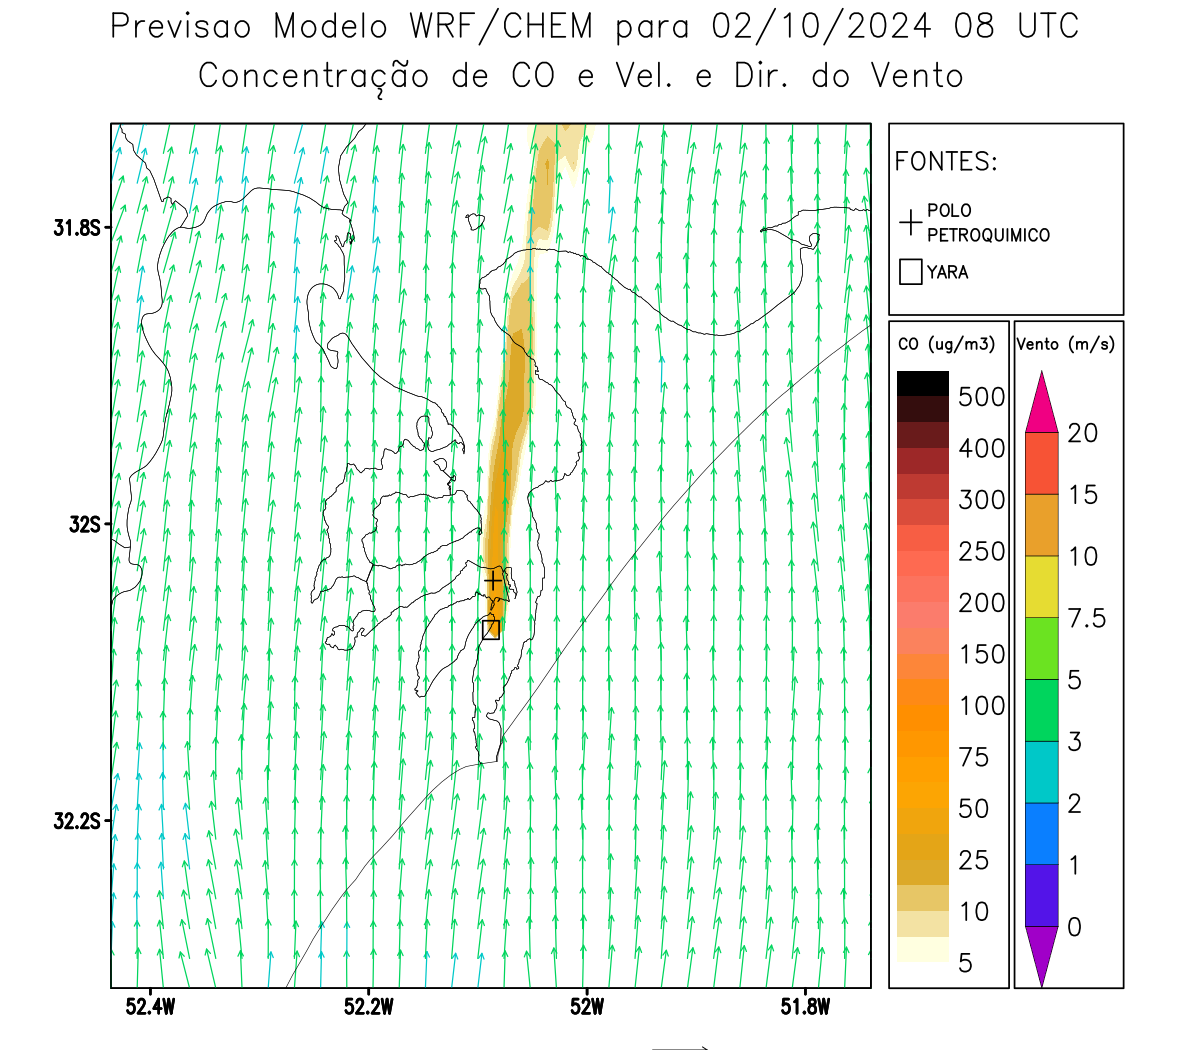 Previsao Modelo WRF/CHEM para 02/10/2024 08 UTC
Concentração de CO e Vel. e Dir. do Vento
FONTES:
POLO
PETROQUIMICO
YARA
CO (ug/m3)
500
400
300
250
200
150
100
75
50
25
10
5
Vento (m/s)
20
15
10
7.5
5
3
2
1
0
31.8S
32S
32.2S
52.4W
52.2W
52W
51.8W